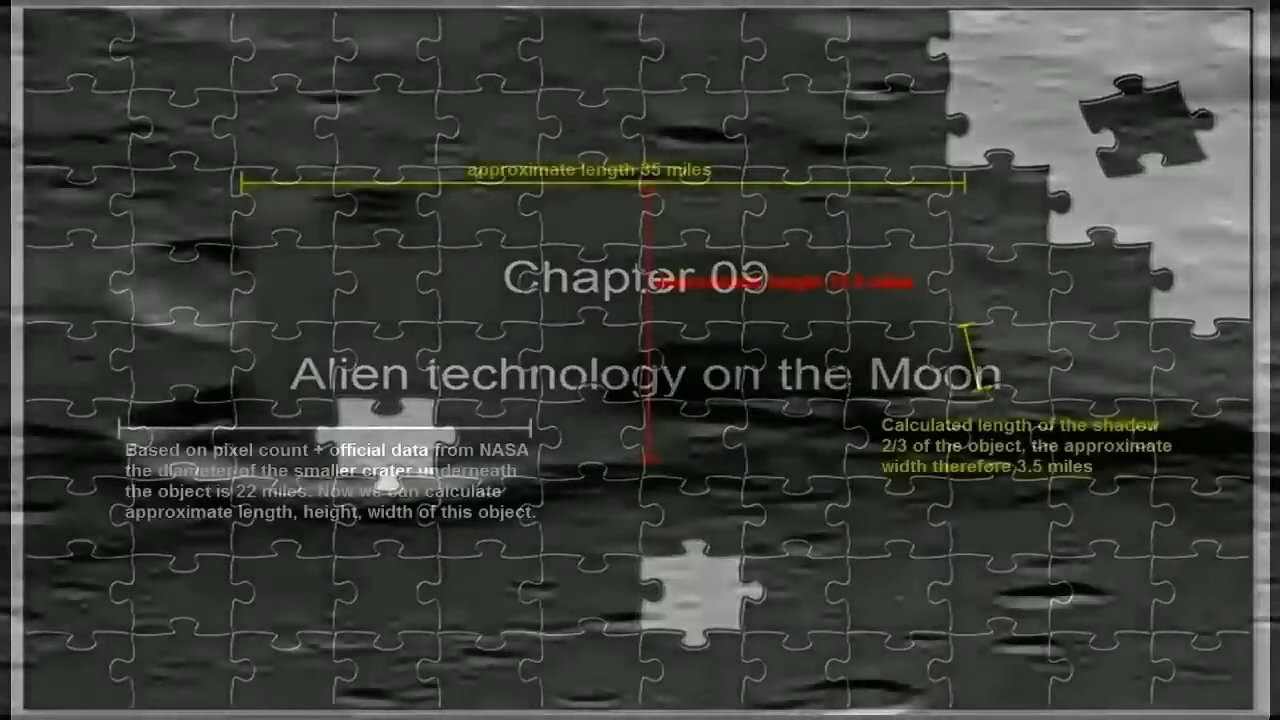 approximate length 35 miles
Chapter 09
Alien technology on the Moon
Calculated length of the shadow
2/3 of the object, the approximate
width therefore 3.5 miles
Based on pixel count + official data from NASA
the diameter of the smaller crater underneath
the object is 22 miles. Now we can calculate
approximate length, height, width of this object.